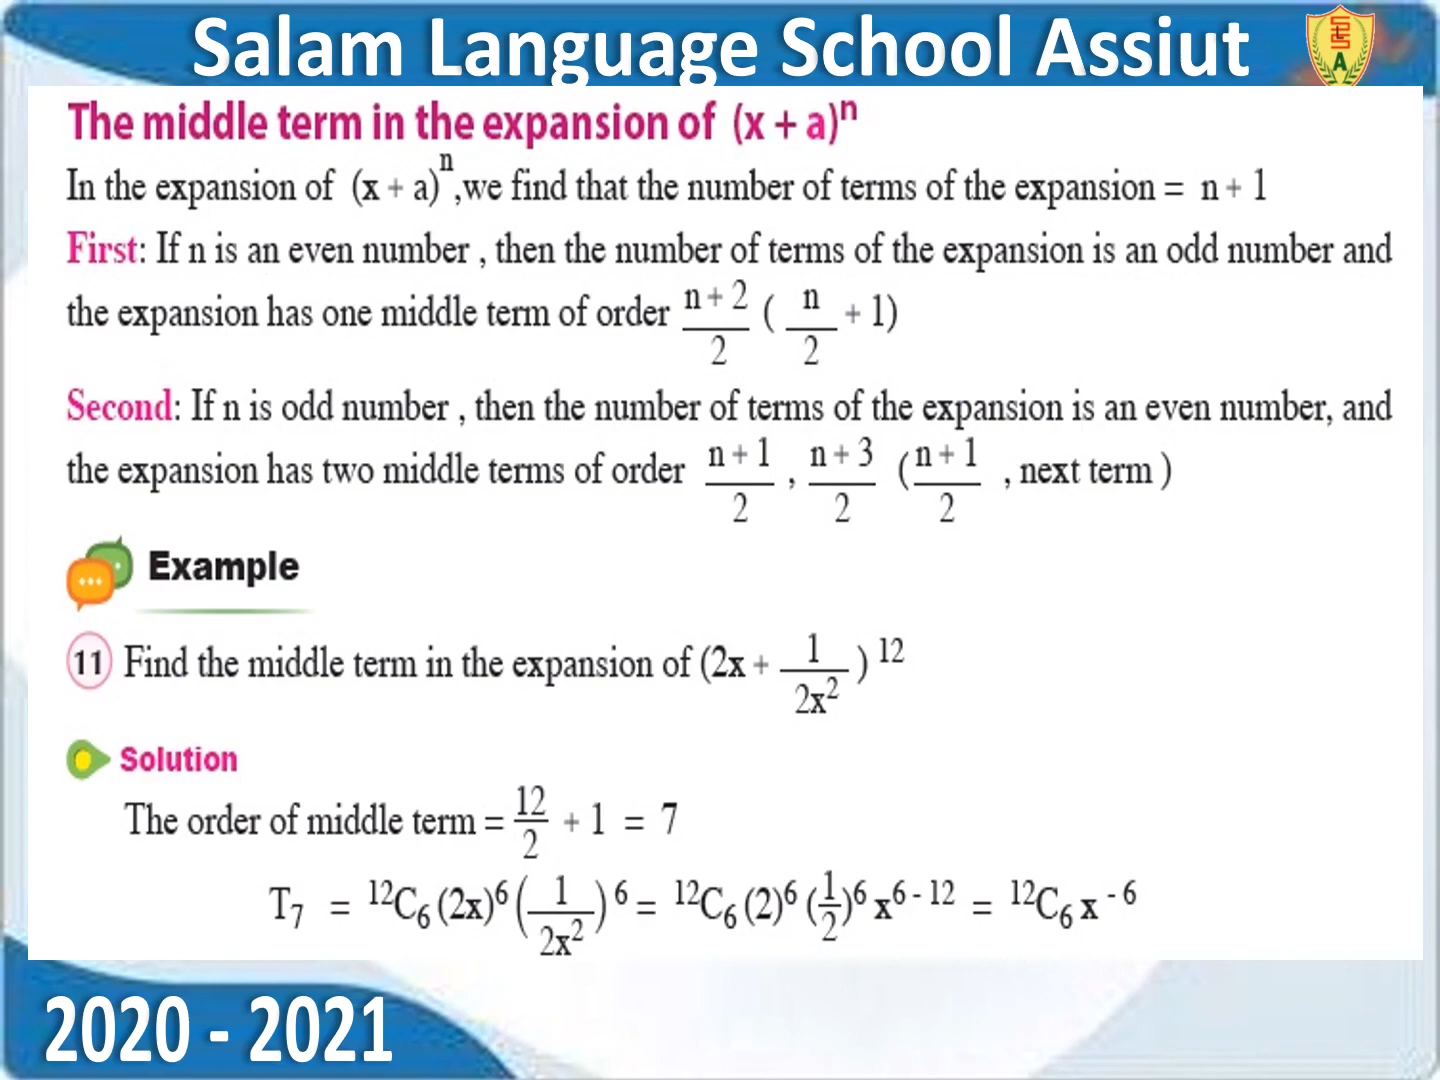 Salam Language School Assiut
The middle term in the expansion of (x + a)ⁿ
In the expansion of (x + a)ⁿ ,we find that the number of terms of the expansion = n + 1
First: If n is an even number , then the number of terms of the expansion is an odd number and
the expansion has one middle term of order (n + 2)/2 ( n/2 + 1)
Second: If n is odd number , then the number of terms of the expansion is an even number, and
the expansion has two middle terms of order (n + 1)/2 , (n + 3)/2 ( (n + 1)/2 , next term )
Example
11 Find the middle term in the expansion of (2x + 1/(2x²) ) ¹²
Solution
The order of middle term = 12/2 + 1 = 7
T₇ = ¹²C₆ (2x)⁶ ( 1/(2x²) ) ⁶ = ¹²C₆ (2)⁶ (1/2)⁶ x⁶⁻¹² = ¹²C₆ x⁻⁶
2020 - 2021